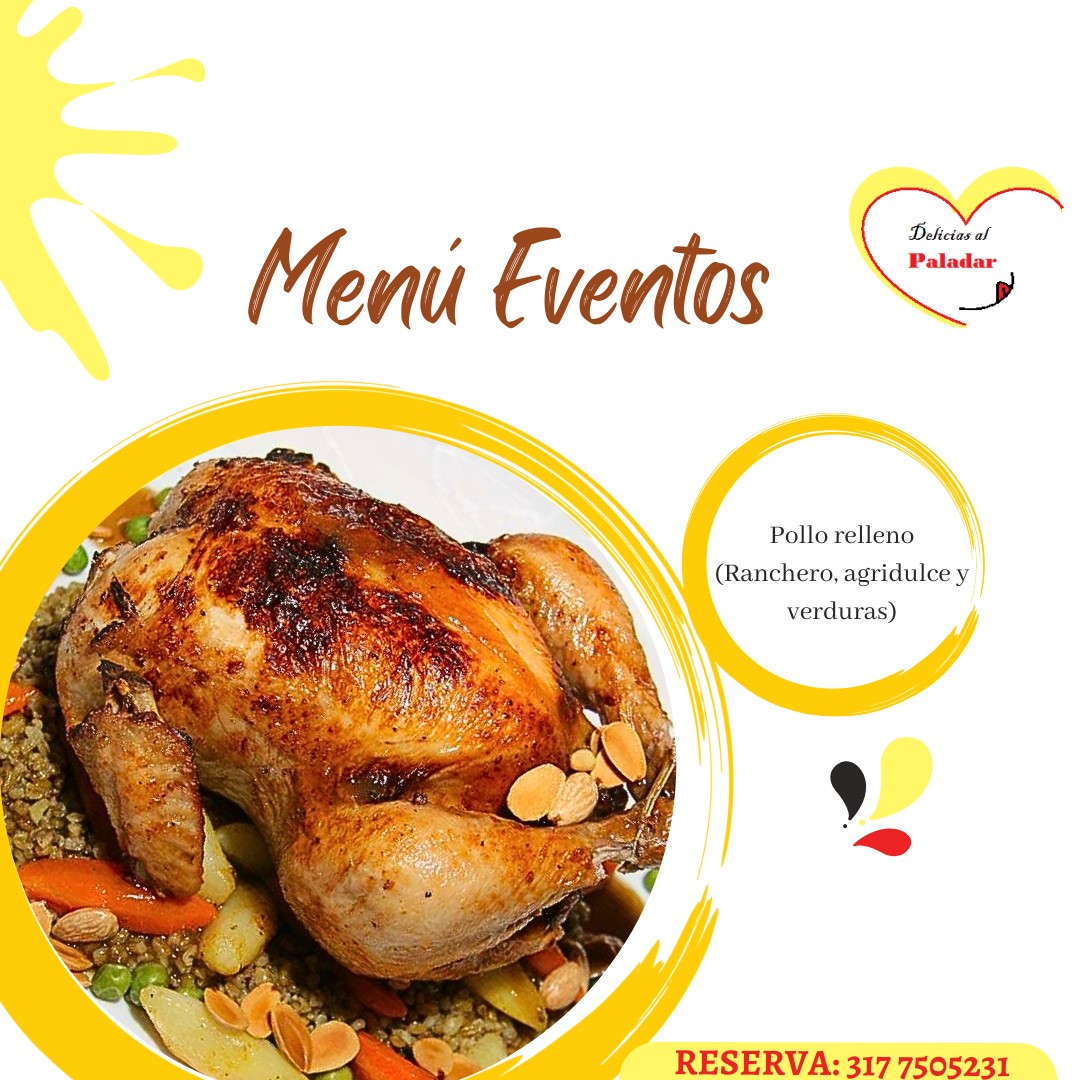 Delicias al
Paladar
Menú Eventos
Pollo relleno
(Ranchero, agridulce y
verduras)
RESERVA: 317 7505231